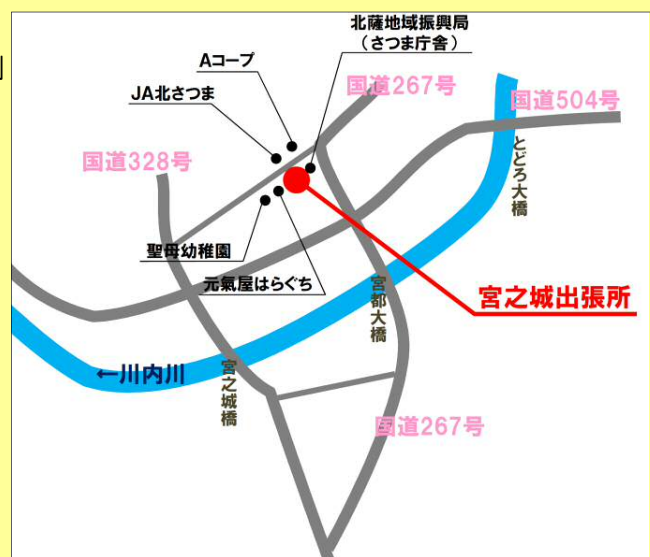 北薩地域振興局
（さつま庁舎）
Aコープ
JA北さつま
国道267号
国道504号
国道328号
とどろ大橋
聖母幼稚園
元氣屋はらぐち
宮都大橋
宮之城出張所
←川内川
宮之城橋
国道267号